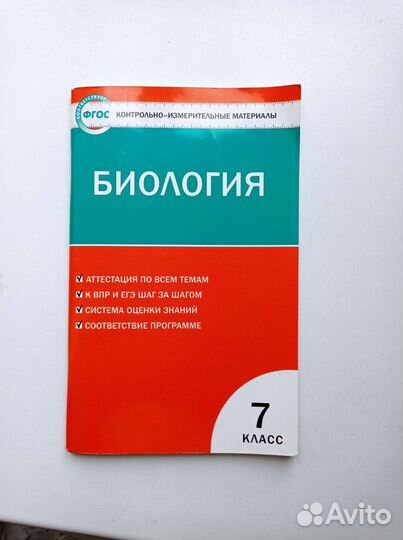 СООТВЕТСТВУЕТ
ФГОС
КОНТРОЛЬНО-ИЗМЕРИТЕЛЬНЫЕ МАТЕРИАЛЫ
БИОЛОГИЯ
АТТЕСТАЦИЯ ПО ВСЕМ ТЕМАМ
К ВПР И ЕГЭ ШАГ ЗА ШАГОМ
СИСТЕМА ОЦЕНКИ ЗНАНИЙ
СООТВЕТСТВИЕ ПРОГРАММЕ
7
КЛАСС
Avito